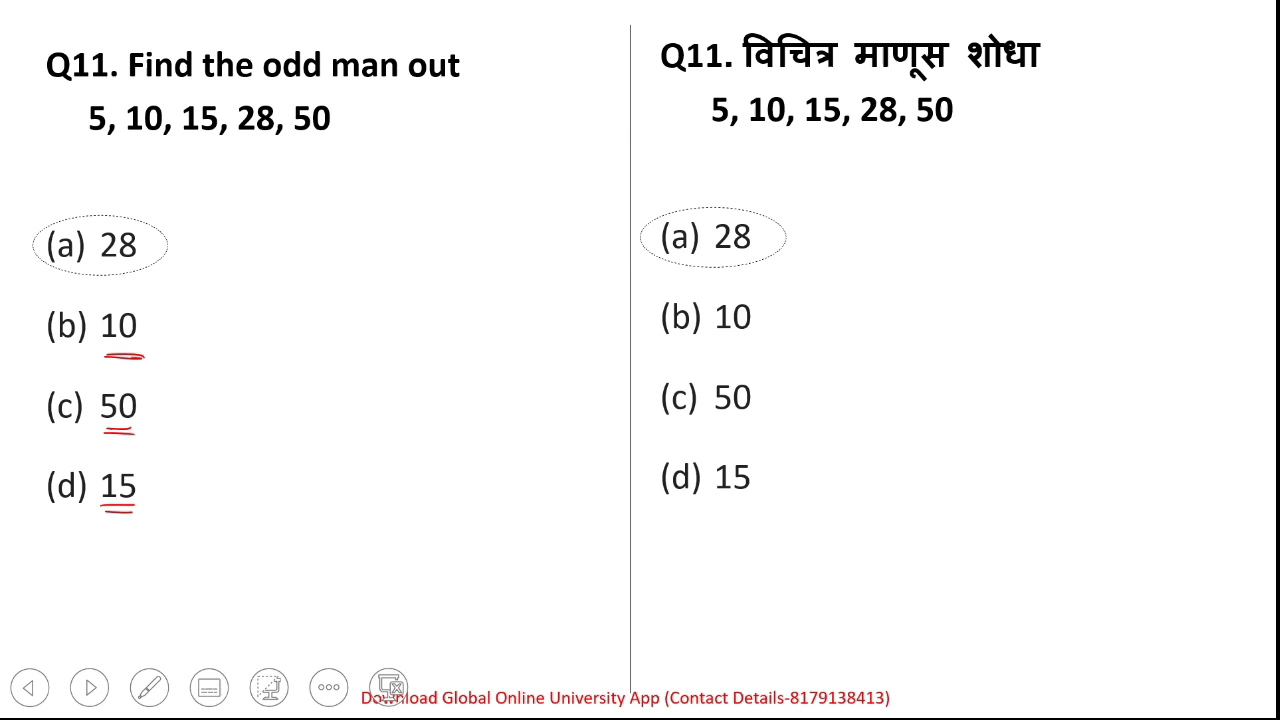 Q11. Find the odd man out
5, 10, 15, 28, 50
(a) 28
(b) 10
(c) 50
(d) 15
Q11. विचित्र माणूस शोधा
5, 10, 15, 28, 50
(a) 28
(b) 10
(c) 50
(d) 15
Download Global Online University App (Contact Details-8179138413)